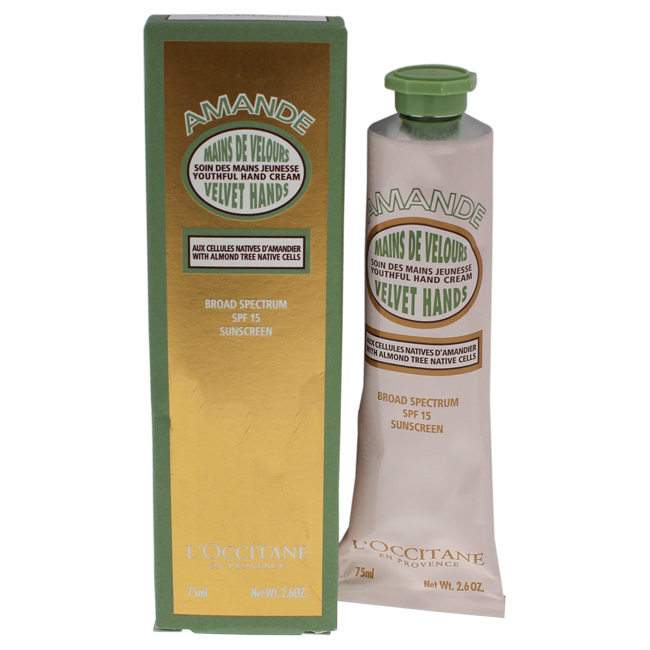 AMANDE
MAINS DE VELOURS
SOIN DES MAINS JEUNESSE
YOUTHFUL HAND CREAM
VELVET HANDS
AUX CELLULES NATIVES D'AMANDIER
WITH ALMOND TREE NATIVE CELLS
BROAD SPECTRUM
SPF 15
SUNSCREEN
L'OCCITANE
EN PROVENCE
75ml
Net Wt. 2.6OZ.
AMANDE
MAINS DE VELOURS
SOIN DES MAINS JEUNESSE
YOUTHFUL HAND CREAM
VELVET HANDS
AUX CELLULES NATIVES D'AMANDIER
WITH ALMOND TREE NATIVE CELLS
BROAD SPECTRUM
SPF 15
SUNSCREEN
L'OCCITANE
EN PROVENCE
75ml
Net Wt. 2.6 OZ.